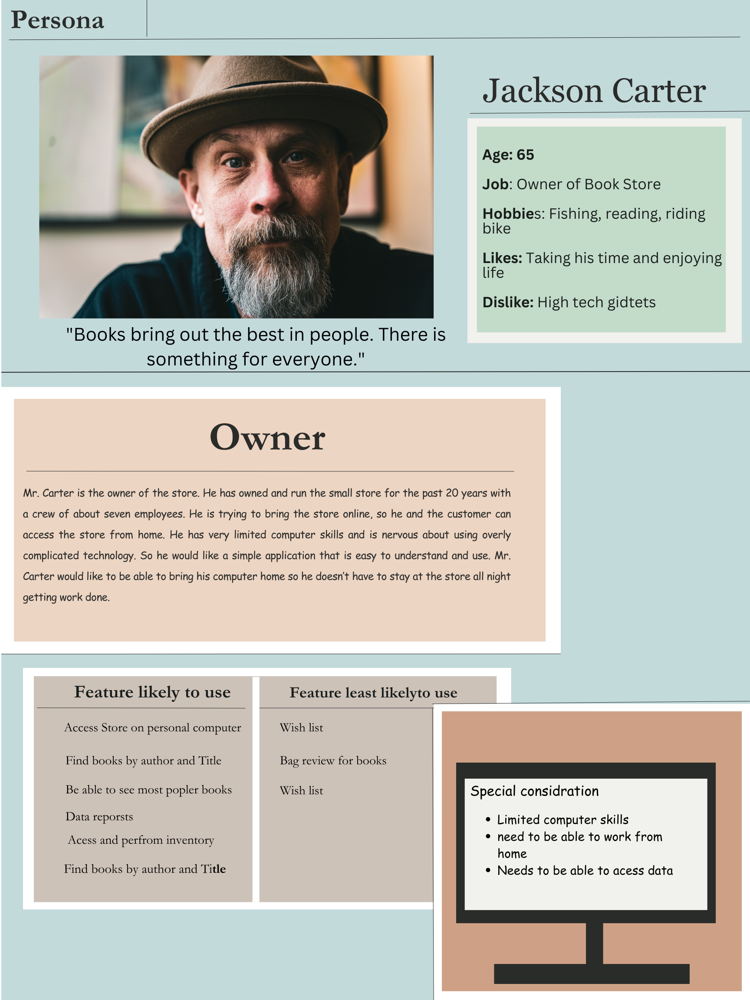 Persona
Jackson Carter
Age: 65
Job: Owner of Book Store
Hobbies: Fishing, reading, riding
bike
Likes: Taking his time and enjoying
life
Dislike: High tech gidtets
"Books bring out the best in people. There is
something for everyone."
Owner
Mr. Carter is the owner of the store. He has owned and run the small store for the past 20 years with
a crew of about seven employees. He is trying to bring the store online, so he and the customer can
access the store from home. He has very limited computer skills and is nervous about using overly
complicated technology. So he would like a simple application that is easy to understand and use. Mr.
Carter would like to be able to bring his computer home so he doesn't have to stay at the store all night
getting work done.
Feature likely to use
Access Store on personal computer
Find books by author and Title
Be able to see most popler books
Data reporsts
Acess and perfrom inventory
Find books by author and Title
Feature least likelyto use
Wish list
Bag review for books
Wish list
Special considration
• Limited computer skills
• need to be able to work from
home
• Needs to be able to acess data